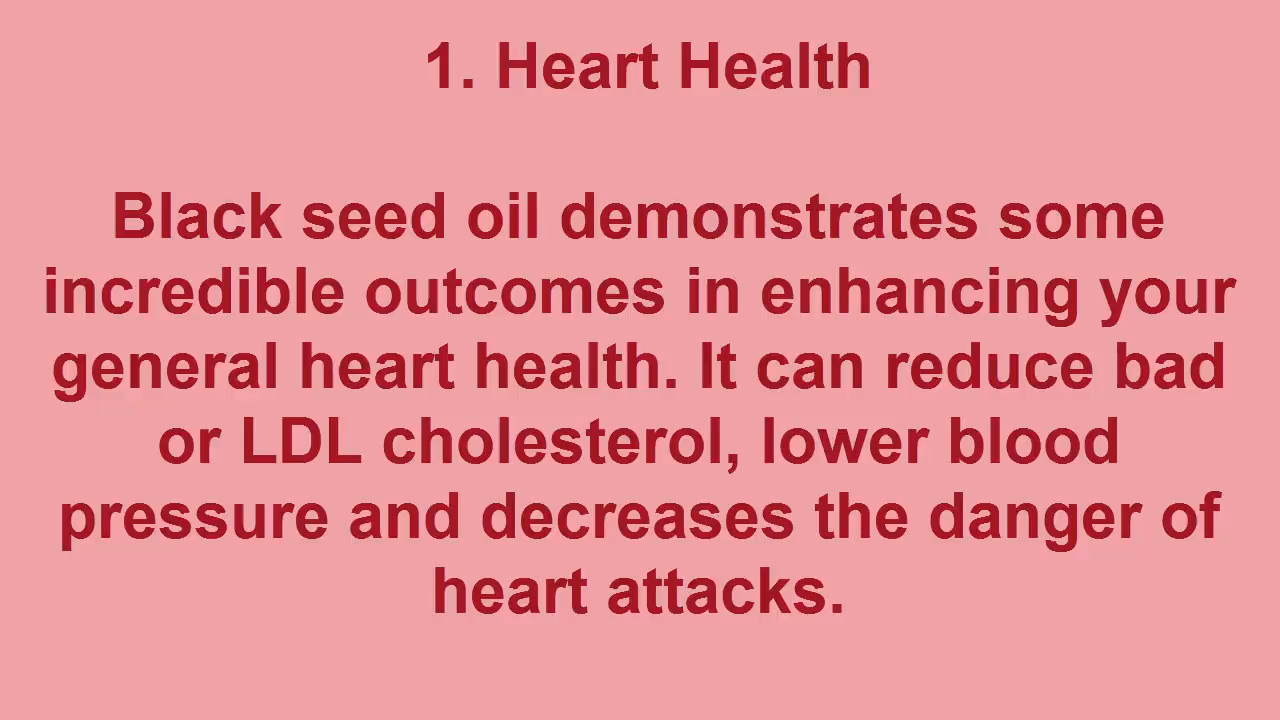 1. Heart Health
Black seed oil demonstrates some
incredible outcomes in enhancing your
general heart health. It can reduce bad
or LDL cholesterol, lower blood
pressure and decreases the danger of
heart attacks.